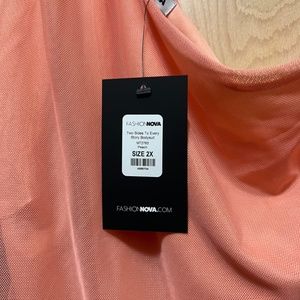 FASHIONNOVA
Two Sides To Every
Story Bodysuit
Peach
SIZE 2X
FASHIONNOVA.COM